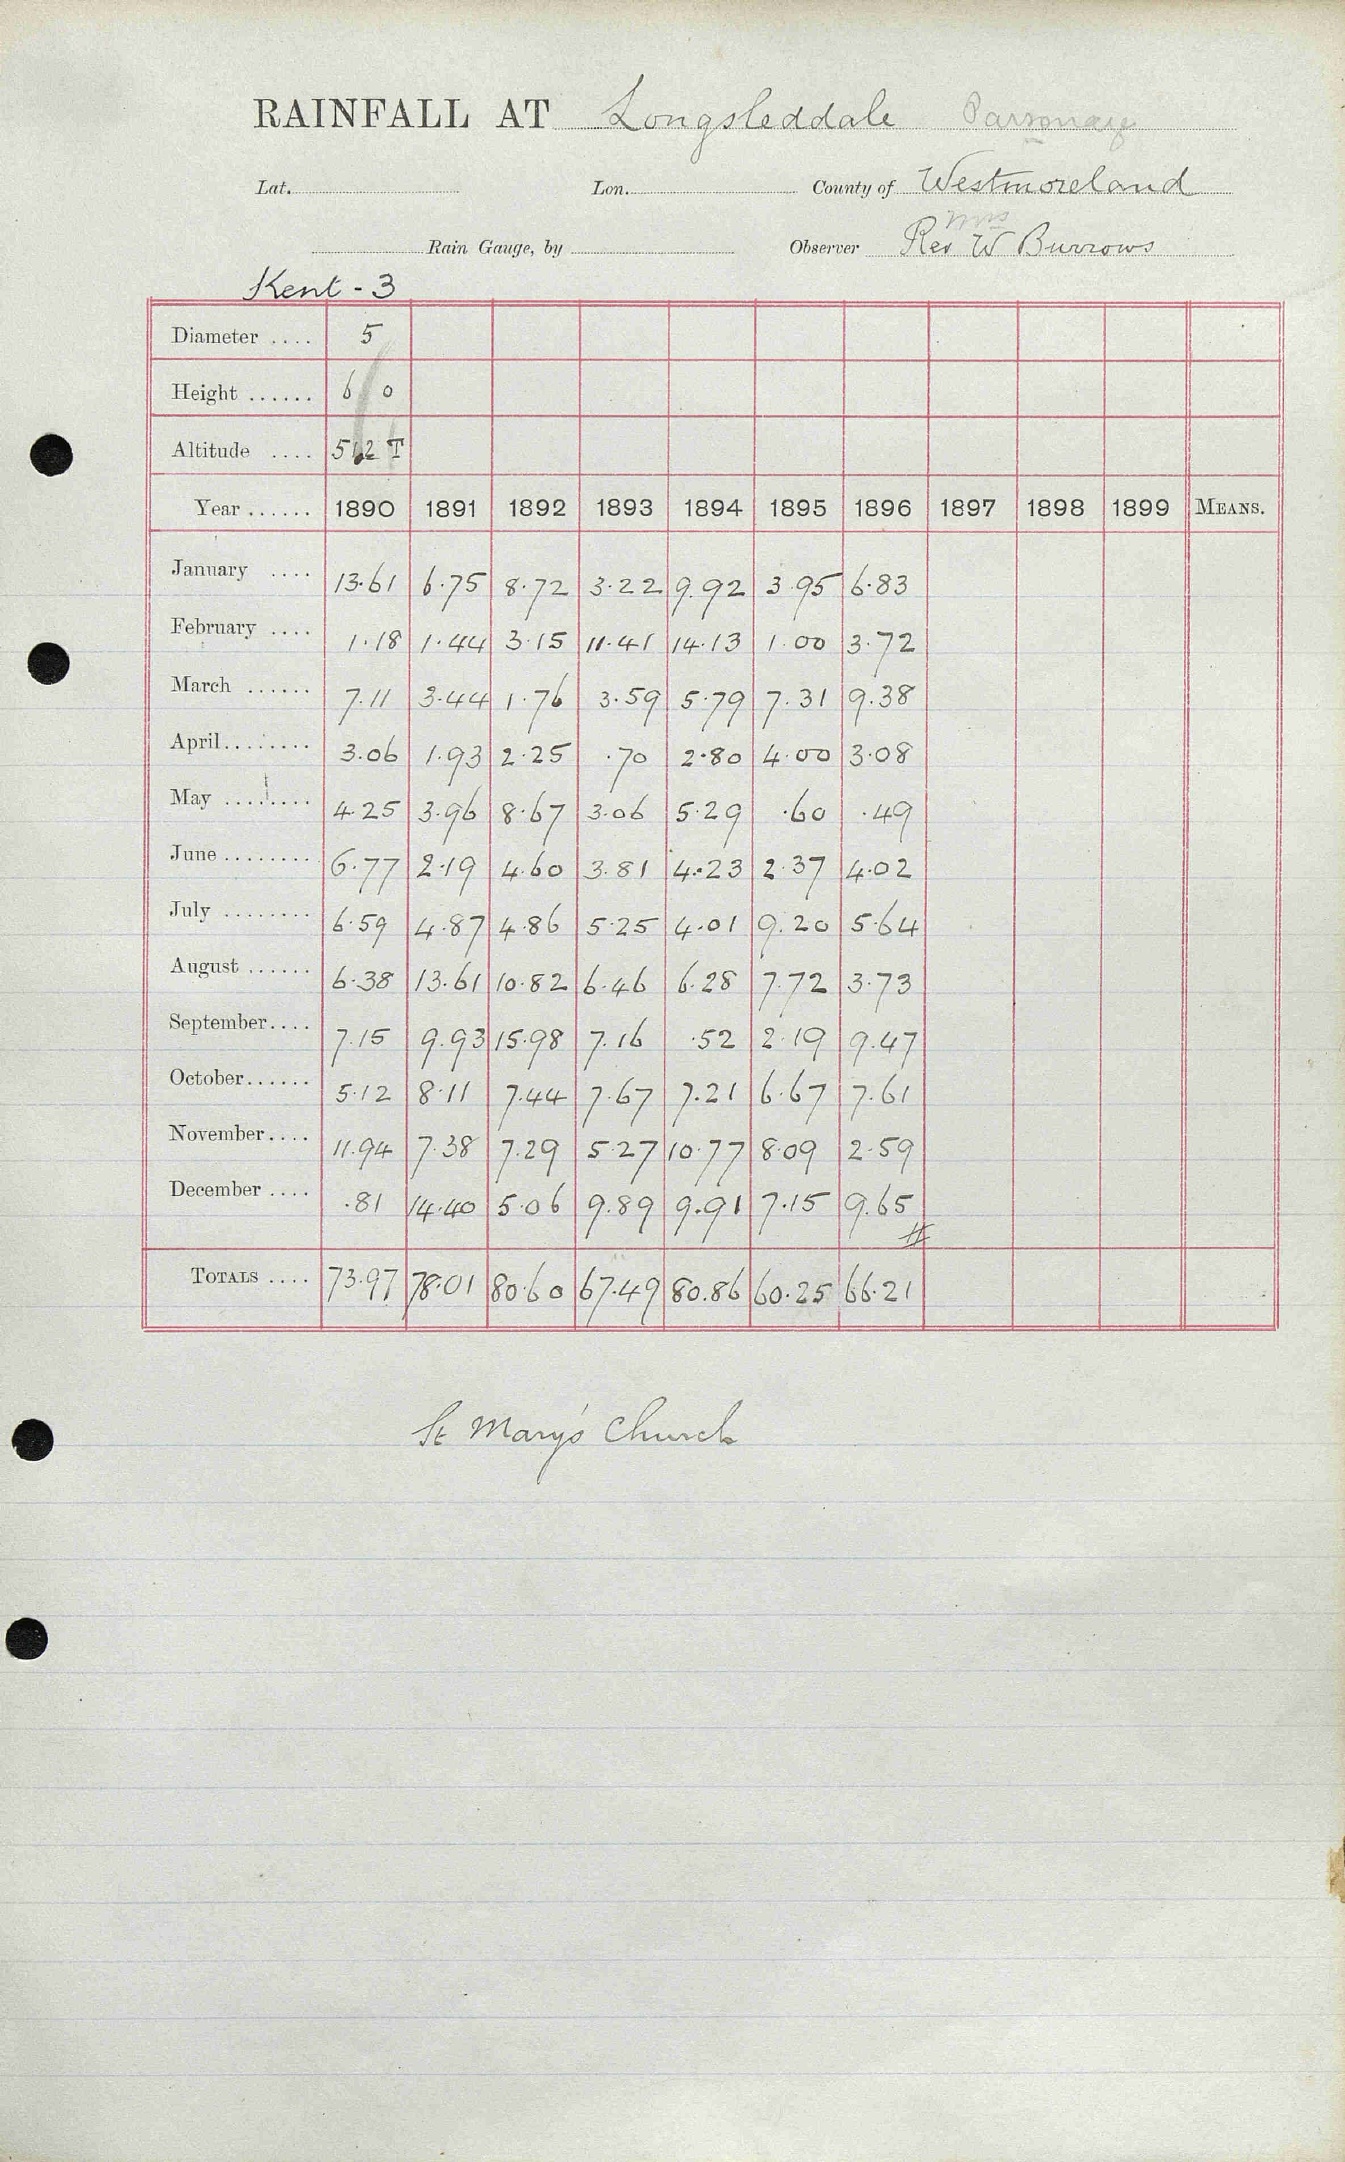 RAINFALL AT Longsleddale Parsonage
Lat. Lon. County of Westmoreland
Mrs
Rain Gauge, by Observer Rev W Burrows
Kent - 3
Diameter .... 5
Height ...... 6 0
Altitude .... 512 T
Year ...... 1890 1891 1892 1893 1894 1895 1896 1897 1898 1899 MEANS.
January .... 13.61 6.75 8.72 3.22 9.92 3.95 6.83
February .... 1.18 1.44 3.15 11.41 14.13 1.00 3.72
March ...... 7.11 3.44 1.76 3.59 5.79 7.31 9.38
April........ 3.06 1.93 2.25 .70 2.80 4.00 3.08
May ........ 4.25 3.96 8.67 3.06 5.29 .60 .49
June ........ 6.77 2.19 4.60 3.81 4.23 2.37 4.02
July ........ 6.59 4.87 4.86 5.25 4.01 9.20 5.64
August ...... 6.38 13.61 10.82 6.46 6.28 7.72 3.73
September.... 7.15 9.93 15.98 7.16 .52 2.19 9.47
October...... 5.12 8.11 7.44 7.67 7.21 6.67 7.61
November.... 11.94 7.38 7.29 5.27 10.77 8.09 2.59
December .... .81 14.40 5.06 9.89 9.91 7.15 9.65
TOTALS .... 73.97 78.01 80.60 67.49 80.86 60.25 66.21
St Mary's Church